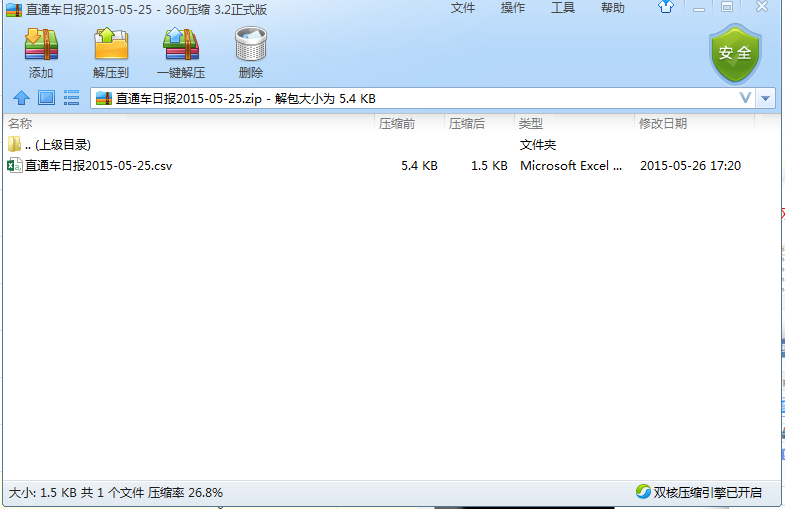 直通车日报2015-05-25 - 360压缩 3.2正式版 文件 操作 工具 帮助
添加 解压到 一键解压 删除 安全
直通车日报2015-05-25.zip - 解包大小为 5.4 KB
名称 压缩前 压缩后 类型 修改日期
.. (上级目录) 文件夹
直通车日报2015-05-25.csv 5.4 KB 1.5 KB Microsoft Excel ... 2015-05-26 17:20
大小: 1.5 KB 共 1 个文件 压缩率 26.8% 双核压缩引擎已开启